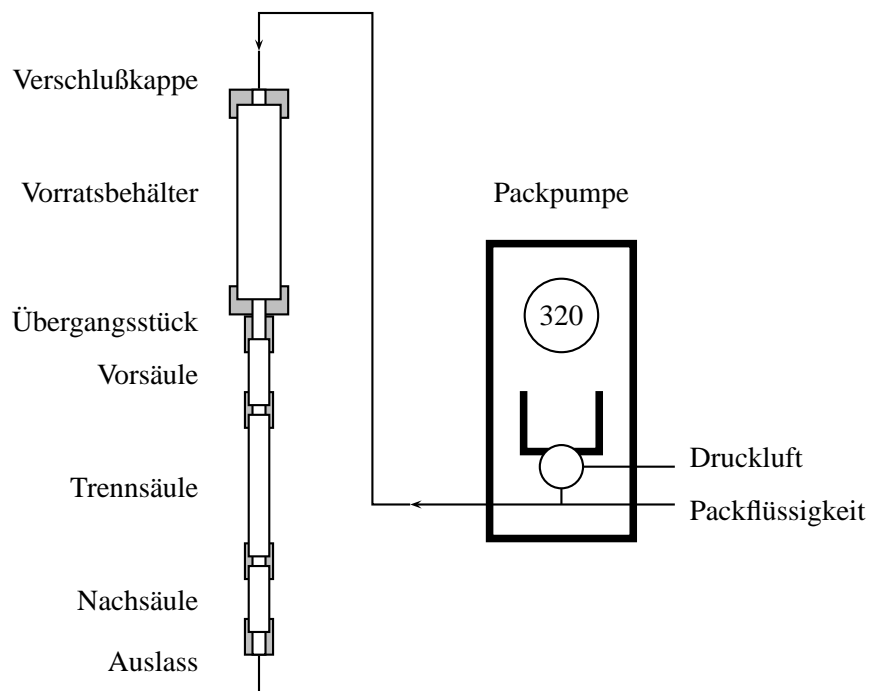 Verschlußkappe
Vorratsbehälter
Übergangsstück
Vorsäule
Trennsäule
Nachsäule
Auslass
Packpumpe
320
Druckluft
Packflüssigkeit